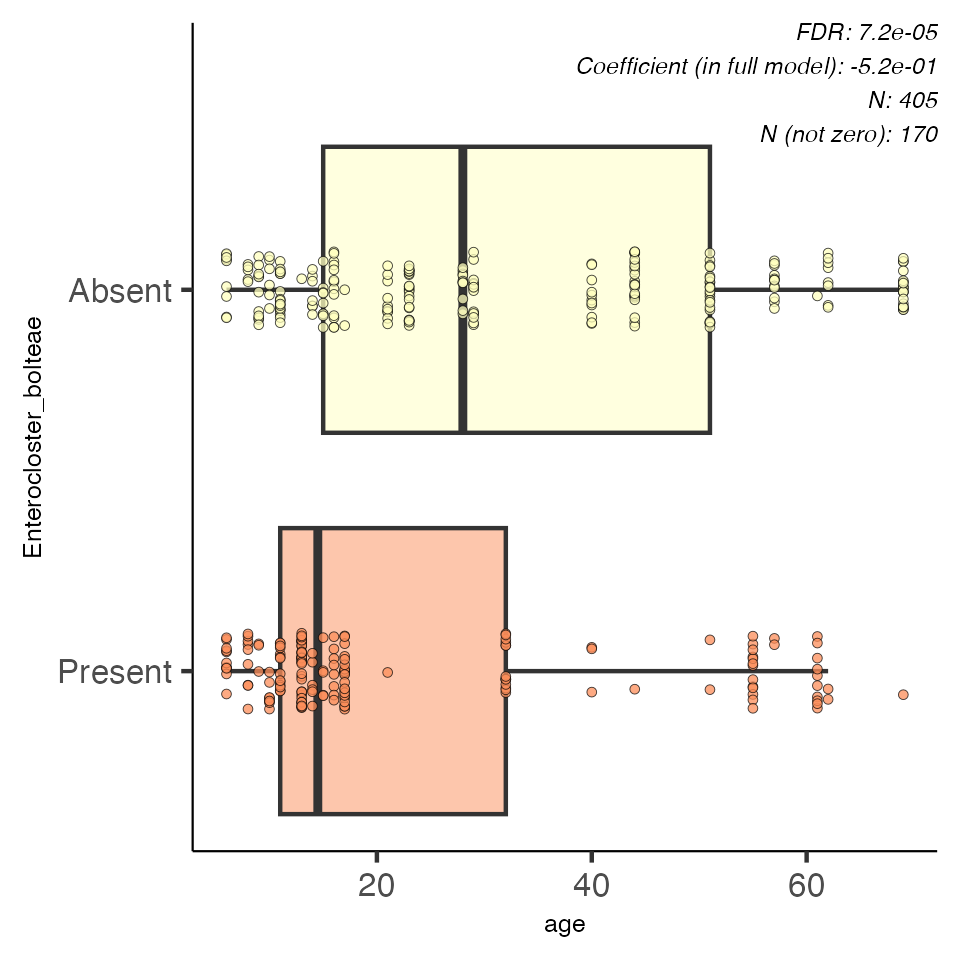 FDR: 7.2e-05
Coefficient (in full model): -5.2e-01
N: 405
N (not zero): 170
Absent
Present
Enterocloster_bolteae
20 40 60
age